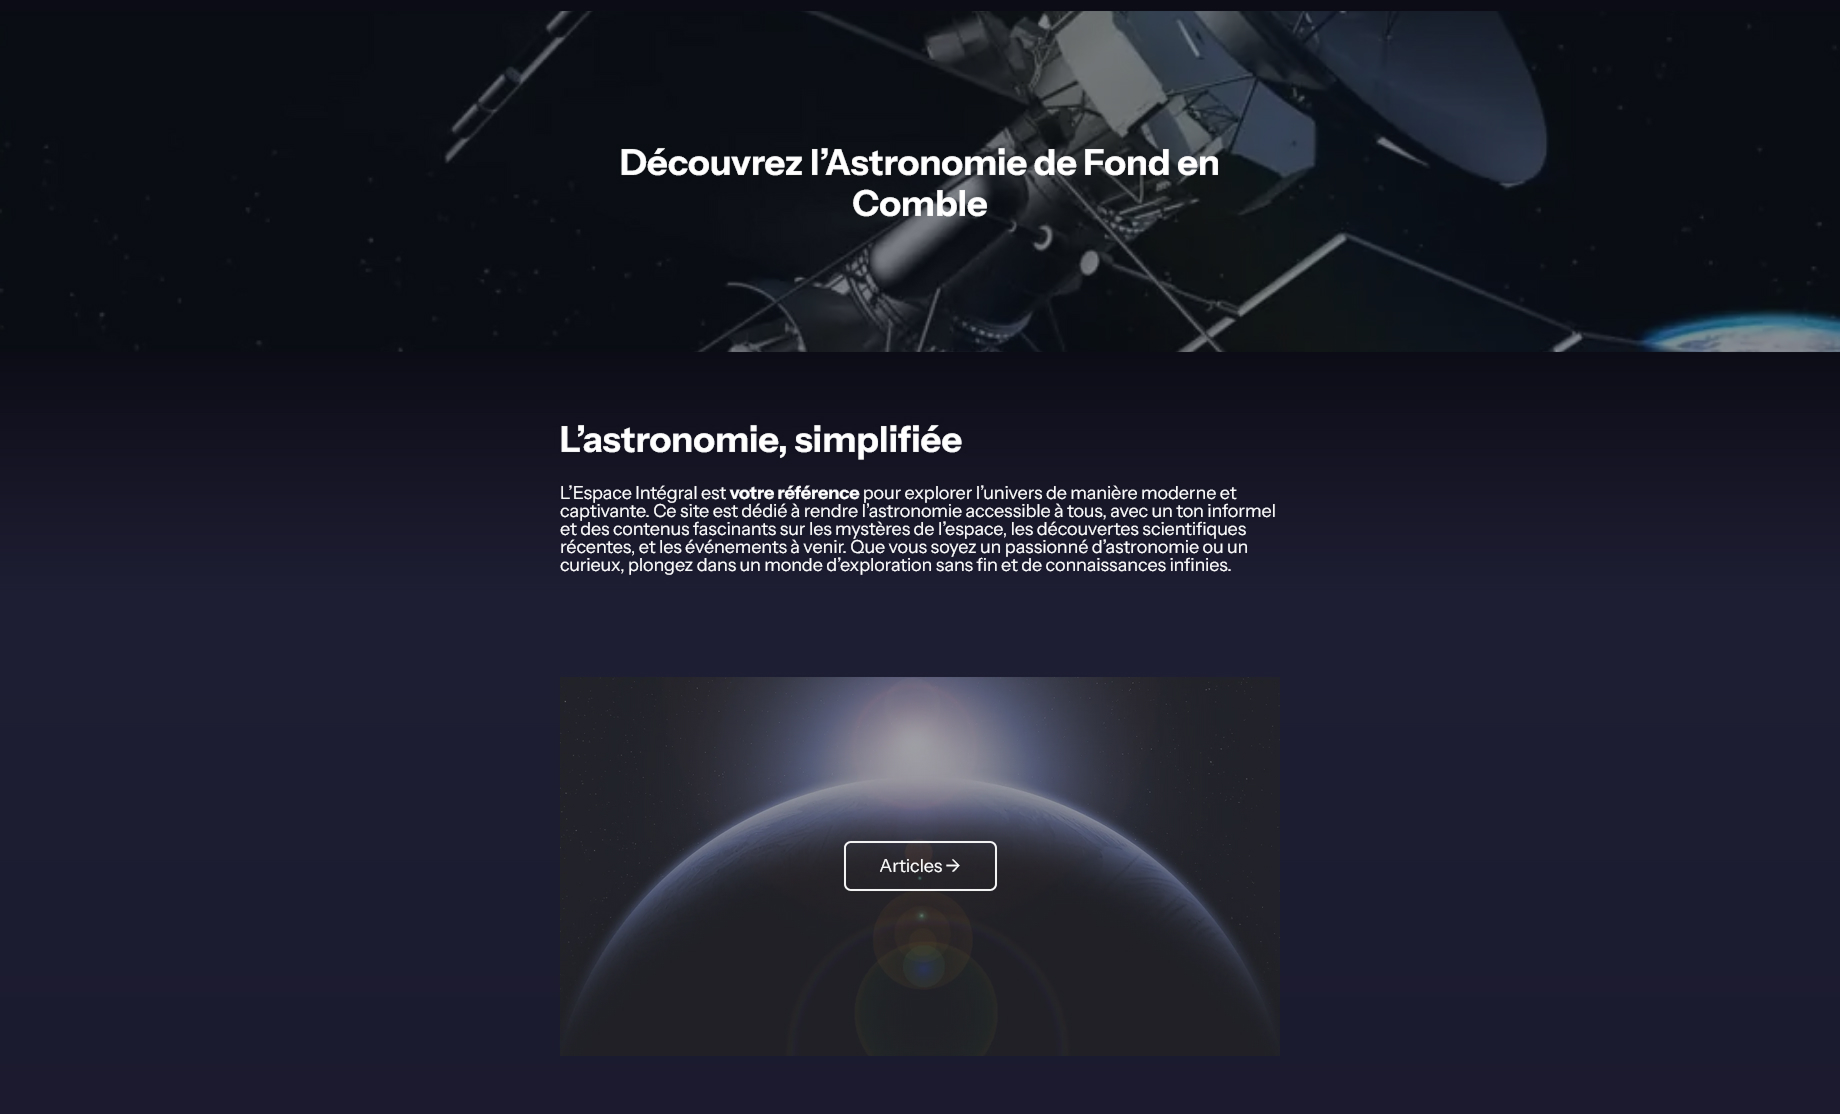 Découvrez l’Astronomie de Fond en
Comble
L’astronomie, simplifiée
L’Espace Intégral est votre référence pour explorer l’univers de manière moderne et
captivante. Ce site est dédié à rendre l’astronomie accessible à tous, avec un ton informel
et des contenus fascinants sur les mystères de l’espace, les découvertes scientifiques
récentes, et les événements à venir. Que vous soyez un passionné d’astronomie ou un
curieux, plongez dans un monde d’exploration sans fin et de connaissances infinies.
Articles →